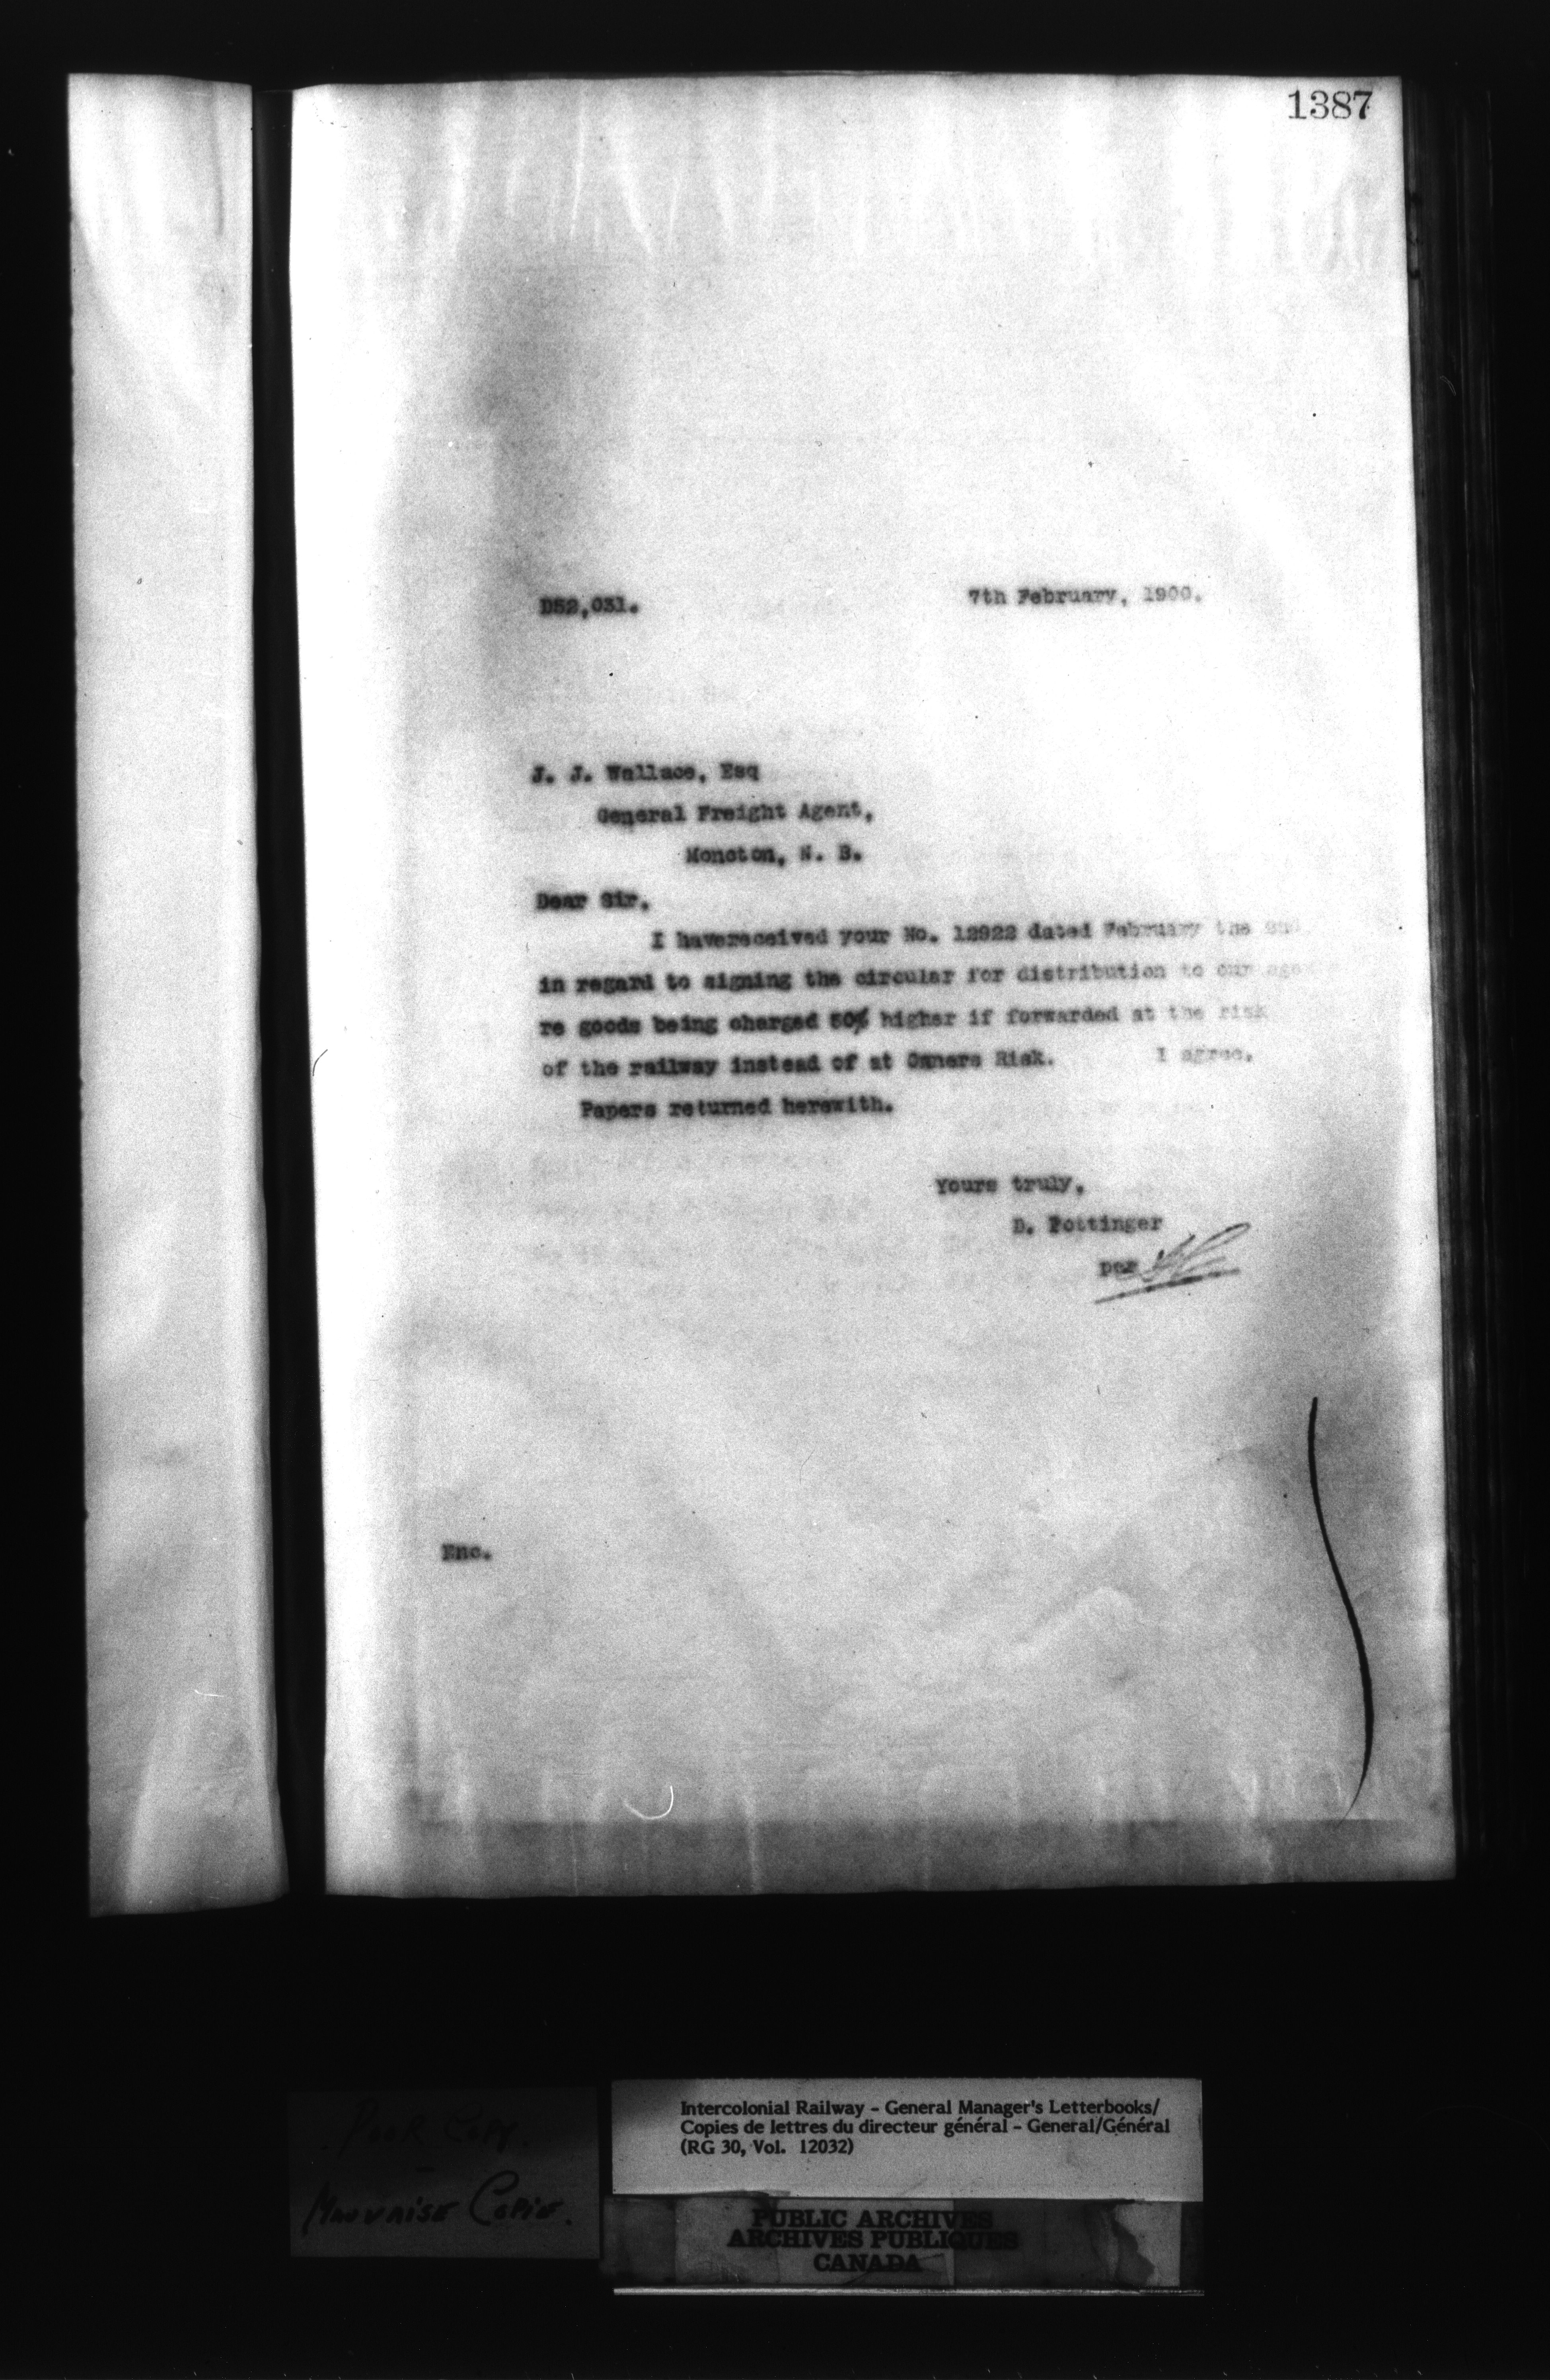 1387
D52,031.
7th February, 1900.
J. J. Wallace, Esq
General Freight Agent,
Moncton, N. B.
Dear Sir,
I havereceived your No. 12922 dated February the 2nd
in regard to signing the circular for distribution to our
re goods being charged 50% higher if forwarded at the risk
of the railway instead of at Owners Risk. I agree.
Papers returned herewith.
Yours truly,
D. Pottinger
per
Enc.
Poor Copy.
Mauvaise Copie.
Intercolonial Railway - General Manager's Letterbooks/
Copies de lettres du directeur général - General/Général
(RG 30, Vol. 12032)
PUBLIC ARCHIVES
ARCHIVES PUBLIQUES
CANADA